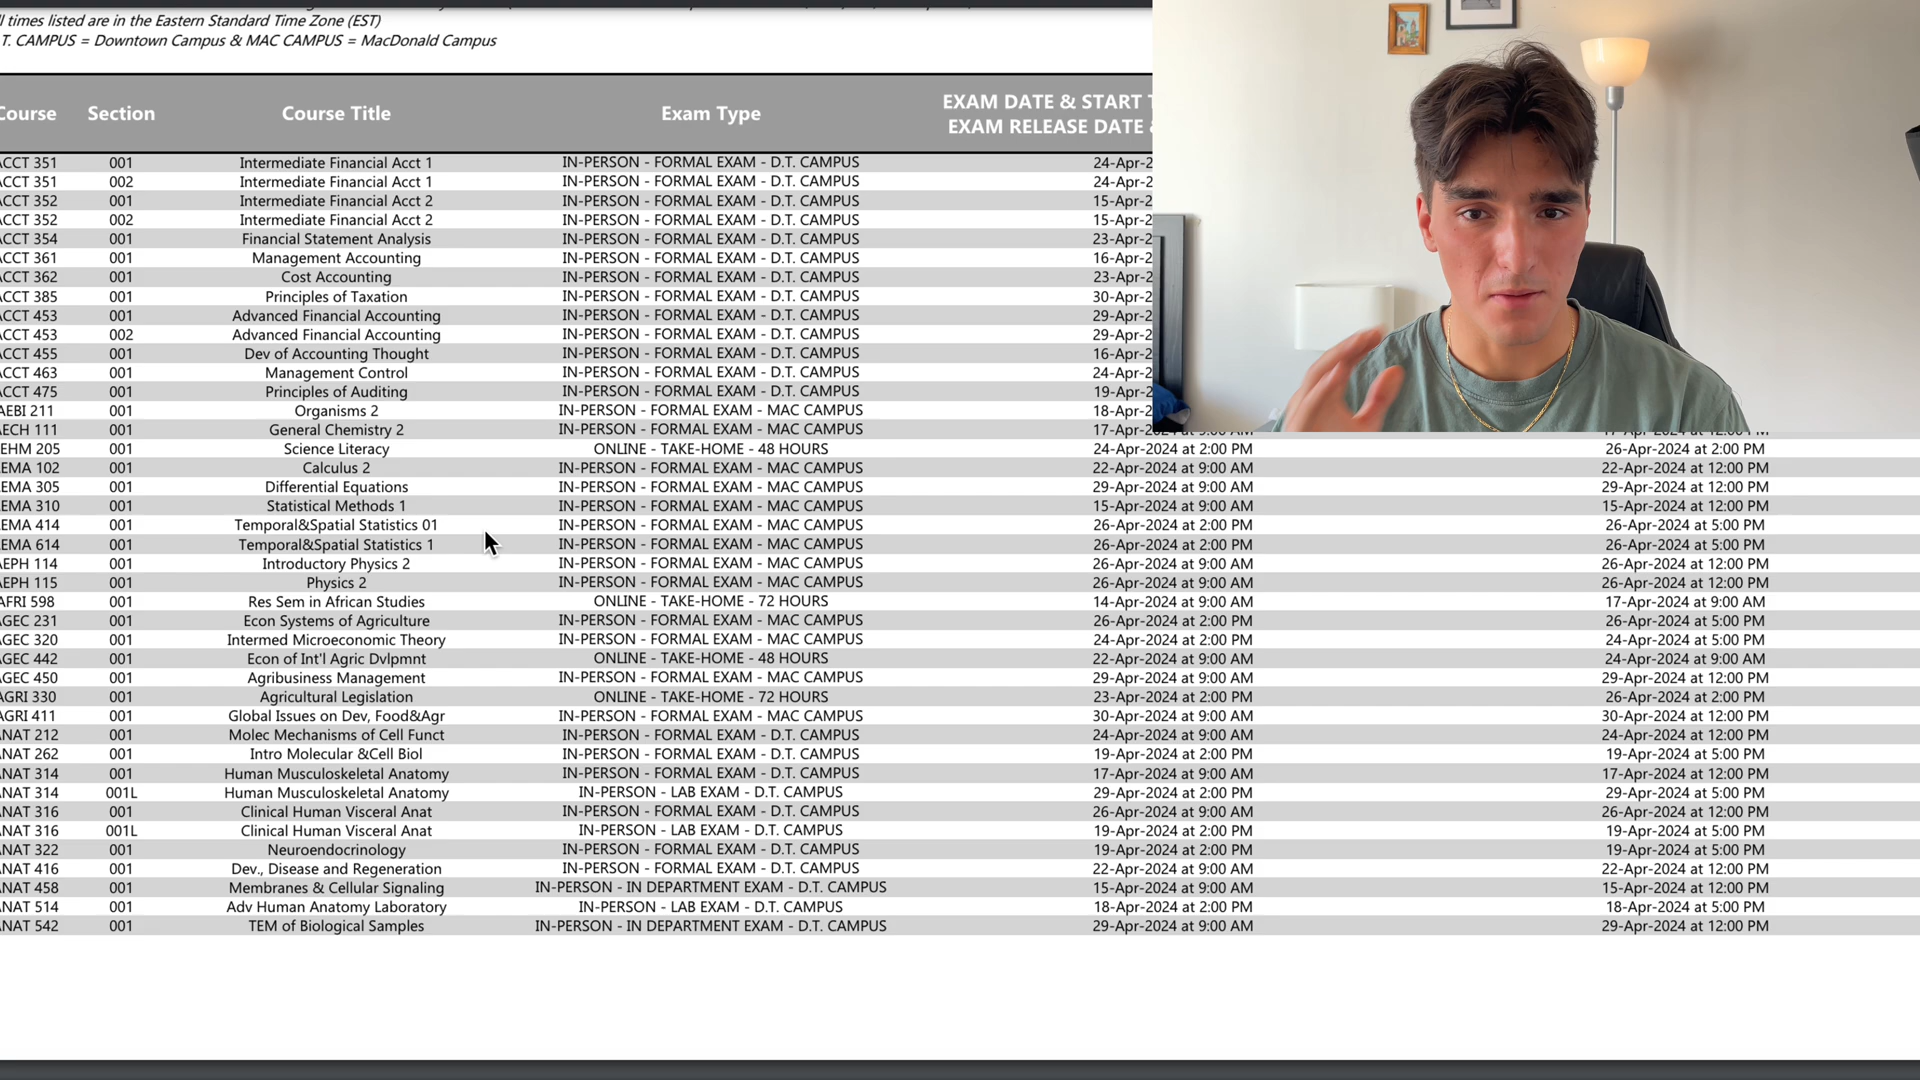 l times listed are in the Eastern Standard Time Zone (EST)
T. CAMPUS = Downtown Campus & MAC CAMPUS = MacDonald Campus
Course Section Course Title Exam Type EXAM DATE & START
EXAM RELEASE DATE
ACCT 351 001 Intermediate Financial Acct 1 IN-PERSON - FORMAL EXAM - D.T. CAMPUS 24-Apr-2
ACCT 351 002 Intermediate Financial Acct 1 IN-PERSON - FORMAL EXAM - D.T. CAMPUS 24-Apr-2
ACCT 352 001 Intermediate Financial Acct 2 IN-PERSON - FORMAL EXAM - D.T. CAMPUS 15-Apr-2
ACCT 352 002 Intermediate Financial Acct 2 IN-PERSON - FORMAL EXAM - D.T. CAMPUS 15-Apr-2
ACCT 354 001 Financial Statement Analysis IN-PERSON - FORMAL EXAM - D.T. CAMPUS 23-Apr-2
ACCT 361 001 Management Accounting IN-PERSON - FORMAL EXAM - D.T. CAMPUS 16-Apr-2
ACCT 362 001 Cost Accounting IN-PERSON - FORMAL EXAM - D.T. CAMPUS 23-Apr-2
ACCT 385 001 Principles of Taxation IN-PERSON - FORMAL EXAM - D.T. CAMPUS 30-Apr-2
ACCT 453 001 Advanced Financial Accounting IN-PERSON - FORMAL EXAM - D.T. CAMPUS 29-Apr-2
ACCT 453 002 Advanced Financial Accounting IN-PERSON - FORMAL EXAM - D.T. CAMPUS 29-Apr-2
ACCT 455 001 Dev of Accounting Thought IN-PERSON - FORMAL EXAM - D.T. CAMPUS 16-Apr-2
ACCT 463 001 Management Control IN-PERSON - FORMAL EXAM - D.T. CAMPUS 24-Apr-2
ACCT 475 001 Principles of Auditing IN-PERSON - FORMAL EXAM - D.T. CAMPUS 19-Apr-2
AEBI 211 001 Organisms 2 IN-PERSON - FORMAL EXAM - MAC CAMPUS 18-Apr-2
AECH 111 001 General Chemistry 2 IN-PERSON - FORMAL EXAM - MAC CAMPUS 17-Apr-2
EHM 205 001 Science Literacy ONLINE - TAKE-HOME - 48 HOURS 24-Apr-2024 at 2:00 PM 26-Apr-2024 at 2:00 PM
EMA 102 001 Calculus 2 IN-PERSON - FORMAL EXAM - MAC CAMPUS 22-Apr-2024 at 9:00 AM 22-Apr-2024 at 12:00 PM
EMA 305 001 Differential Equations IN-PERSON - FORMAL EXAM - MAC CAMPUS 29-Apr-2024 at 9:00 AM 29-Apr-2024 at 12:00 PM
EMA 310 001 Statistical Methods 1 IN-PERSON - FORMAL EXAM - MAC CAMPUS 15-Apr-2024 at 9:00 AM 15-Apr-2024 at 12:00 PM
EMA 414 001 Temporal&Spatial Statistics 01 IN-PERSON - FORMAL EXAM - MAC CAMPUS 26-Apr-2024 at 2:00 PM 26-Apr-2024 at 5:00 PM
EMA 614 001 Temporal&Spatial Statistics 1 IN-PERSON - FORMAL EXAM - MAC CAMPUS 26-Apr-2024 at 2:00 PM 26-Apr-2024 at 5:00 PM
AEPH 114 001 Introductory Physics 2 IN-PERSON - FORMAL EXAM - MAC CAMPUS 26-Apr-2024 at 9:00 AM 26-Apr-2024 at 12:00 PM
AEPH 115 001 Physics 2 IN-PERSON - FORMAL EXAM - MAC CAMPUS 26-Apr-2024 at 9:00 AM 26-Apr-2024 at 12:00 PM
AFRI 598 001 Res Sem in African Studies ONLINE - TAKE-HOME - 72 HOURS 14-Apr-2024 at 9:00 AM 17-Apr-2024 at 9:00 AM
AGEC 231 001 Econ Systems of Agriculture IN-PERSON - FORMAL EXAM - MAC CAMPUS 26-Apr-2024 at 2:00 PM 26-Apr-2024 at 5:00 PM
AGEC 320 001 Intermed Microeconomic Theory IN-PERSON - FORMAL EXAM - MAC CAMPUS 24-Apr-2024 at 2:00 PM 24-Apr-2024 at 5:00 PM
AGEC 442 001 Econ of Int'l Agric Dvlpmnt ONLINE - TAKE-HOME - 48 HOURS 22-Apr-2024 at 9:00 AM 24-Apr-2024 at 9:00 AM
AGEC 450 001 Agribusiness Management IN-PERSON - FORMAL EXAM - MAC CAMPUS 29-Apr-2024 at 9:00 AM 29-Apr-2024 at 12:00 PM
AGRI 330 001 Agricultural Legislation ONLINE - TAKE-HOME - 72 HOURS 23-Apr-2024 at 2:00 PM 26-Apr-2024 at 2:00 PM
AGRI 411 001 Global Issues on Dev, Food&Agr IN-PERSON - FORMAL EXAM - MAC CAMPUS 30-Apr-2024 at 9:00 AM 30-Apr-2024 at 12:00 PM
ANAT 212 001 Molec Mechanisms of Cell Funct IN-PERSON - FORMAL EXAM - D.T. CAMPUS 24-Apr-2024 at 9:00 AM 24-Apr-2024 at 12:00 PM
ANAT 262 001 Intro Molecular &Cell Biol IN-PERSON - FORMAL EXAM - D.T. CAMPUS 19-Apr-2024 at 2:00 PM 19-Apr-2024 at 5:00 PM
ANAT 314 001 Human Musculoskeletal Anatomy IN-PERSON - FORMAL EXAM - D.T. CAMPUS 17-Apr-2024 at 9:00 AM 17-Apr-2024 at 12:00 PM
ANAT 314 001L Human Musculoskeletal Anatomy IN-PERSON - LAB EXAM - D.T. CAMPUS 29-Apr-2024 at 2:00 PM 29-Apr-2024 at 5:00 PM
ANAT 316 001 Clinical Human Visceral Anat IN-PERSON - FORMAL EXAM - D.T. CAMPUS 26-Apr-2024 at 9:00 AM 26-Apr-2024 at 12:00 PM
ANAT 316 001L Clinical Human Visceral Anat IN-PERSON - LAB EXAM - D.T. CAMPUS 19-Apr-2024 at 2:00 PM 19-Apr-2024 at 5:00 PM
ANAT 322 001 Neuroendocrinology IN-PERSON - FORMAL EXAM - D.T. CAMPUS 19-Apr-2024 at 2:00 PM 19-Apr-2024 at 5:00 PM
ANAT 416 001 Dev., Disease and Regeneration IN-PERSON - FORMAL EXAM - D.T. CAMPUS 22-Apr-2024 at 9:00 AM 22-Apr-2024 at 12:00 PM
ANAT 458 001 Membranes & Cellular Signaling IN-PERSON - IN DEPARTMENT EXAM - D.T. CAMPUS 15-Apr-2024 at 9:00 AM 15-Apr-2024 at 12:00 PM
ANAT 514 001 Adv Human Anatomy Laboratory IN-PERSON - LAB EXAM - D.T. CAMPUS 18-Apr-2024 at 2:00 PM 18-Apr-2024 at 5:00 PM
ANAT 542 001 TEM of Biological Samples IN-PERSON - IN DEPARTMENT EXAM - D.T. CAMPUS 29-Apr-2024 at 9:00 AM 29-Apr-2024 at 12:00 PM